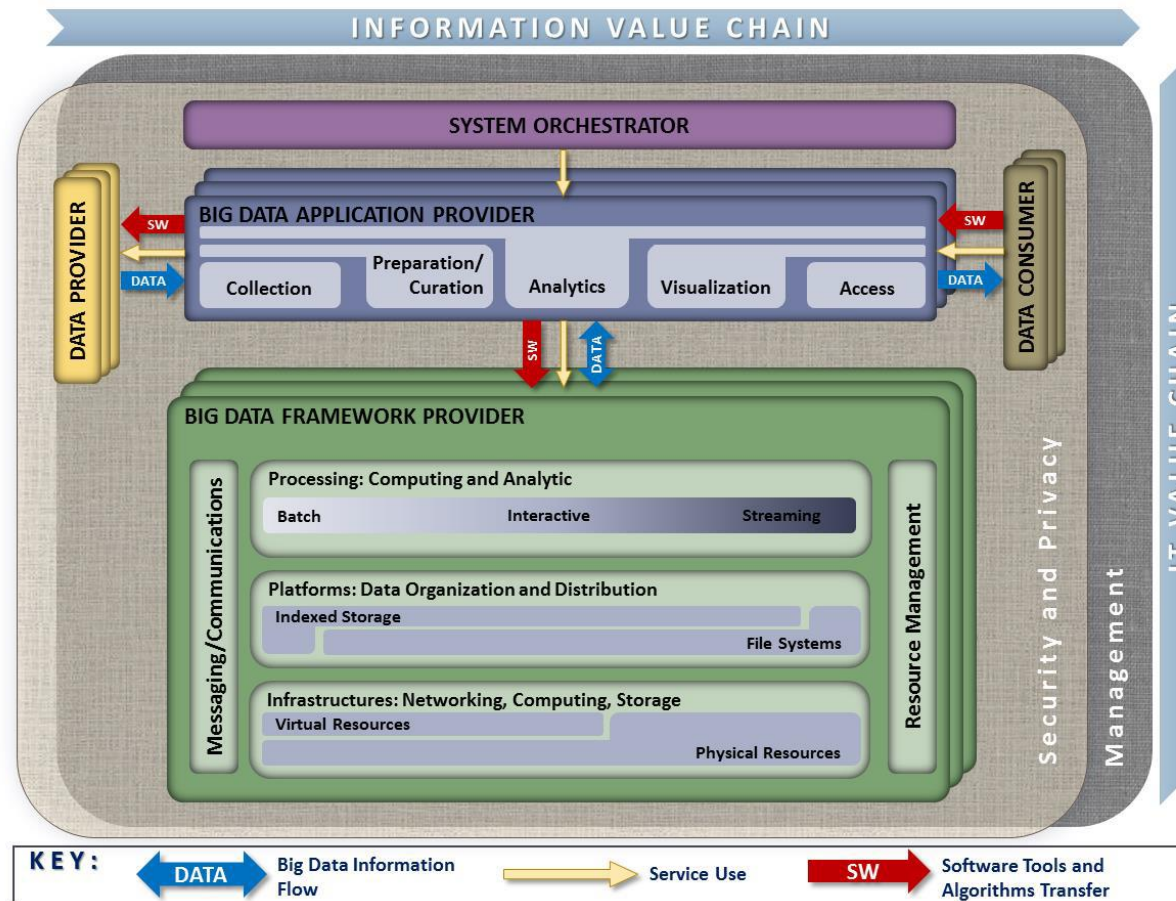 INFORMATION VALUE CHAIN
SYSTEM ORCHESTRATOR
DATA PROVIDER
SW
DATA
BIG DATA APPLICATION PROVIDER
Collection
Preparation/
Curation
Analytics
Visualization
Access
SW
DATA
DATA CONSUMER
SW
DATA
BIG DATA FRAMEWORK PROVIDER
Messaging/Communications
Processing: Computing and Analytic
Batch
Interactive
Streaming
Platforms: Data Organization and Distribution
Indexed Storage
File Systems
Infrastructures: Networking, Computing, Storage
Virtual Resources
Physical Resources
Resource Management
Security and Privacy
Management
IT VALUE CHAIN
KEY:
DATA
Big Data Information
Flow
Service Use
SW
Software Tools and
Algorithms Transfer